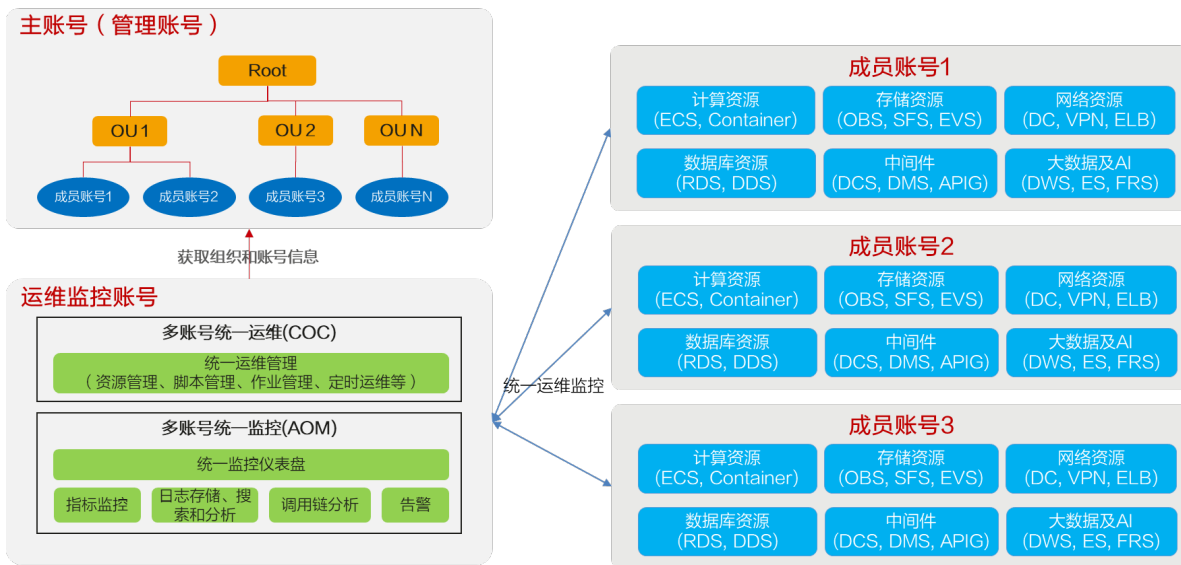 主账号（管理账号）
Root
OU 1
OU 2
OU N
成员账号1
成员账号2
成员账号3
成员账号N
获取组织和账号信息
运维监控账号
多账号统一运维(COC)
统一运维管理
（资源管理、脚本管理、作业管理、定时运维等）
多账号统一监控(AOM)
统一监控仪表盘
指标监控
日志存储、搜
索和分析
调用链分析
告警
统一运维监控
成员账号1
计算资源
(ECS, Container)
存储资源
(OBS, SFS, EVS)
网络资源
(DC, VPN, ELB)
数据库资源
(RDS, DDS)
中间件
(DCS, DMS, APIG)
大数据及AI
(DWS, ES, FRS)
成员账号2
计算资源
(ECS, Container)
存储资源
(OBS, SFS, EVS)
网络资源
(DC, VPN, ELB)
数据库资源
(RDS, DDS)
中间件
(DCS, DMS, APIG)
大数据及AI
(DWS, ES, FRS)
成员账号3
计算资源
(ECS, Container)
存储资源
(OBS, SFS, EVS)
网络资源
(DC, VPN, ELB)
数据库资源
(RDS, DDS)
中间件
(DCS, DMS, APIG)
大数据及AI
(DWS, ES, FRS)